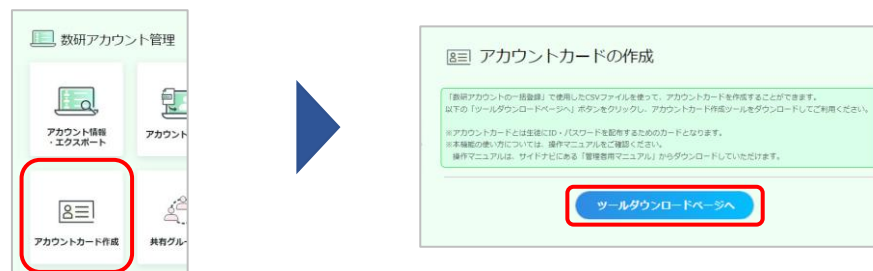 数研アカウント管理
アカウント情報
・エクスポート
アカウント
アカウントカード作成
共有グル
アカウントカードの作成
「数研アカウントの一括登録」で使用したCSVファイルを使って、アカウントカードを作成することができます。
以下の「ツールダウンロードページへ」ボタンをクリックし、アカウントカード作成ツールをダウンロードしてご利用ください。
※アカウントカードとは生徒にID・パスワードを配布するためのカードとなります。
※本機能の使い方については、操作マニュアルをご確認ください。
操作マニュアルは、サイドナビにある「管理者用マニュアル」からダウンロードしていただけます。
ツールダウンロードページへ